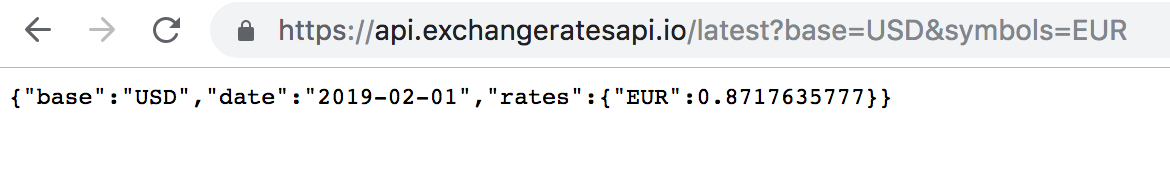 https://api.exchangeratesapi.io/latest?base=USD&symbols=EUR
{"base":"USD","date":"2019-02-01","rates":{"EUR":0.8717635777}}